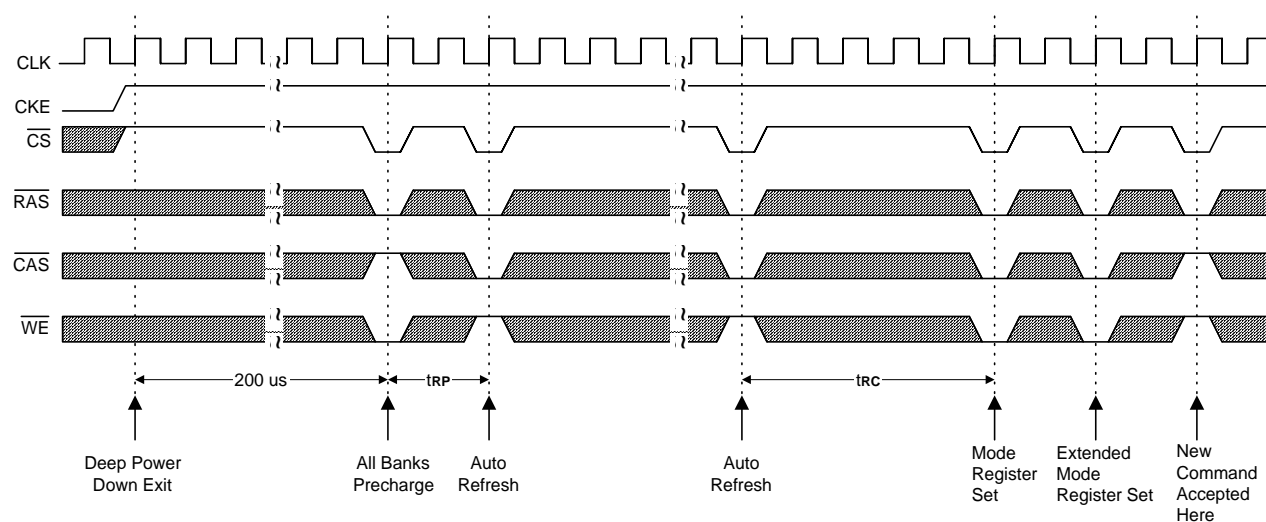 CLK
CKE
CS
RAS
CAS
WE
200 us
tRP
tRC
Deep Power
Down Exit
All Banks
Precharge
Auto
Refresh
Auto
Refresh
Mode
Register
Set
Extended
Mode
Register Set
New
Command
Accepted
Here